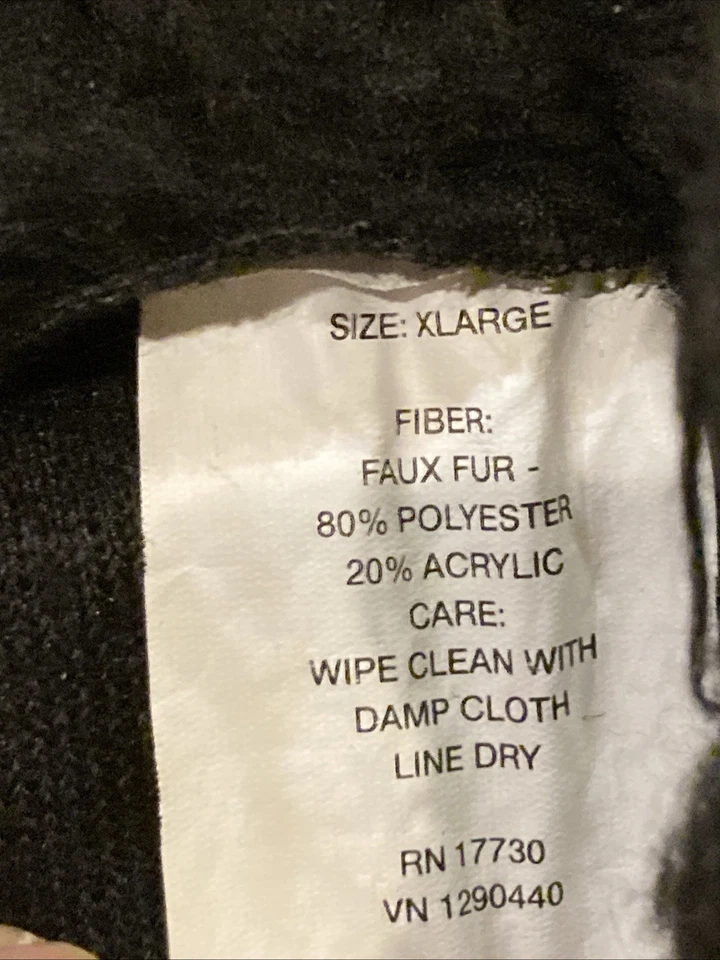 SIZE: XLARGE
FIBER:
FAUX FUR -
80% POLYESTER
20% ACRYLIC
CARE:
WIPE CLEAN WITH
DAMP CLOTH
LINE DRY
RN 17730
VN 1290440